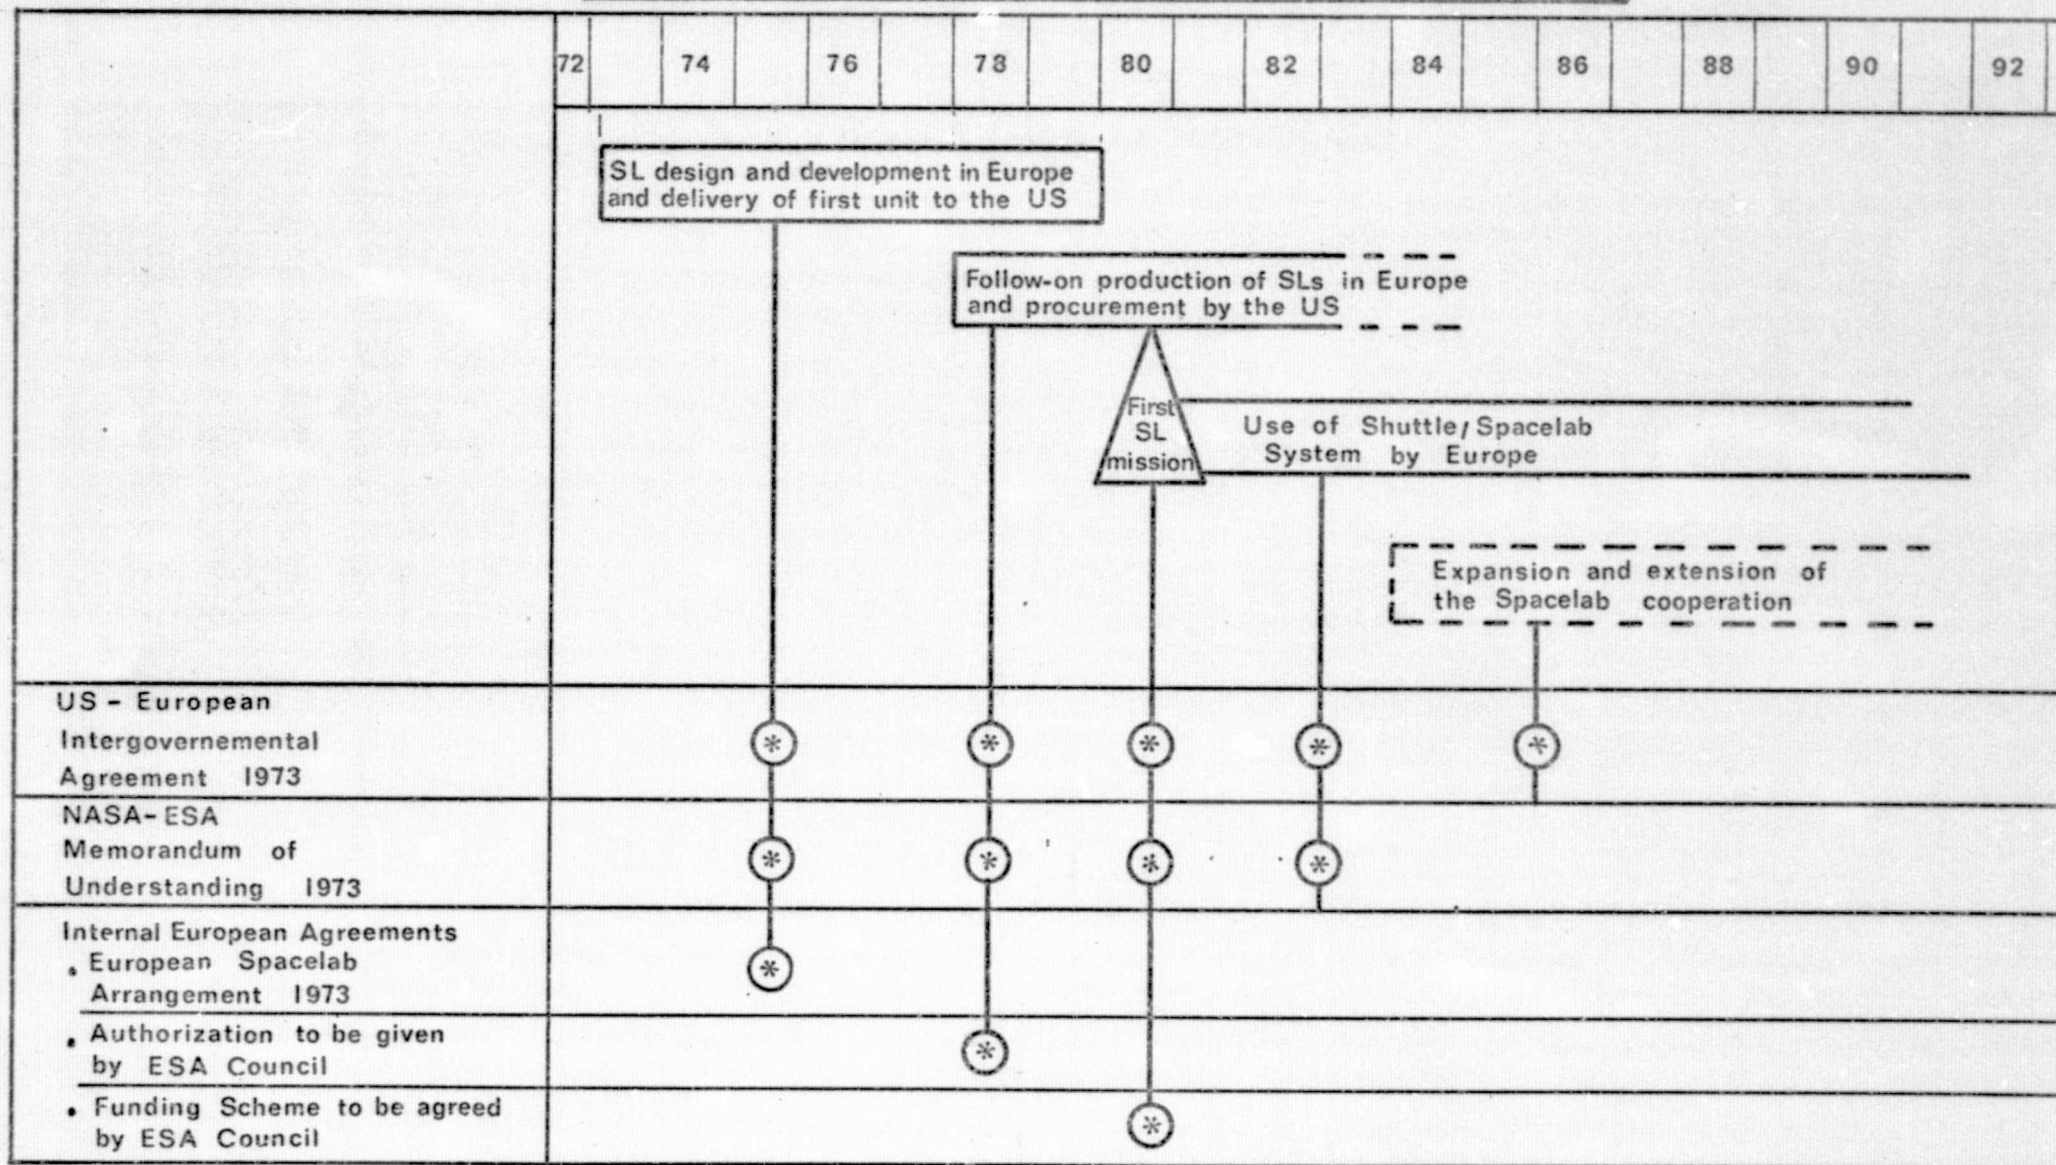 72 74 76 78 80 82 84 86 88 90 92
SL design and development in Europe
and delivery of first unit to the US
Follow-on production of SLs in Europe
and procurement by the US
First
SL
mission
Use of Shuttle/Spacelab
System by Europe
Expansion and extension of
the Spacelab cooperation
US - European
Intergovernemental
Agreement 1973
* * * * *
NASA-ESA
Memorandum of
Understanding 1973
* * * *
Internal European Agreements
. European Spacelab
Arrangement 1973
*
. Authorization to be given
by ESA Council
*
. Funding Scheme to be agreed
by ESA Council
*